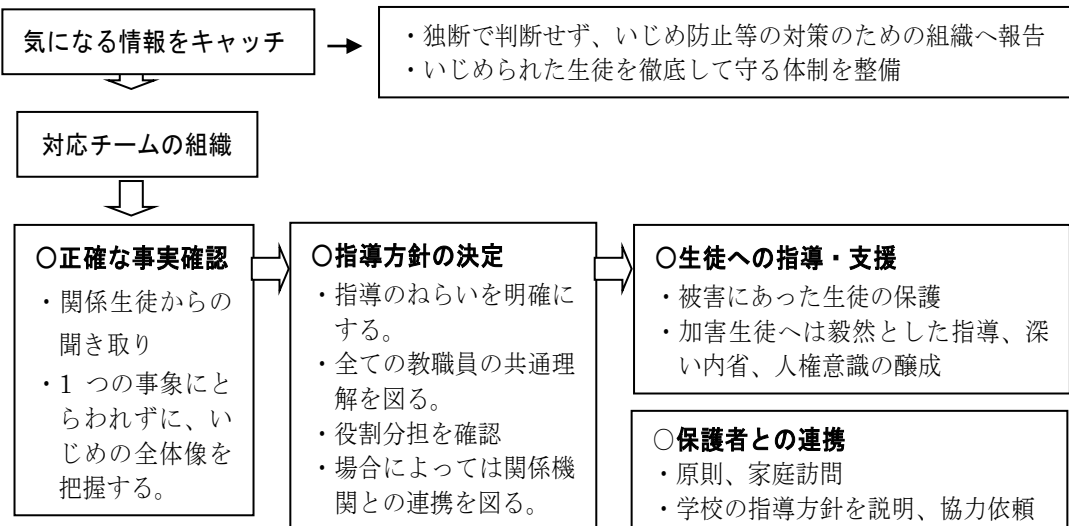 気になる情報をキャッチ
・独断で判断せず、いじめ防止等の対策のための組織へ報告
・いじめられた生徒を徹底して守る体制を整備
対応チームの組織
○正確な事実確認
・関係生徒からの
聞き取り
・1 つの事象にと
らわれずに、い
じめの全体像を
把握する。
○指導方針の決定
・指導のねらいを明確に
する。
・全ての教職員の共通理
解を図る。
・役割分担を確認
・場合によっては関係機
関との連携を図る。
○生徒への指導・支援
・被害にあった生徒の保護
・加害生徒へは毅然とした指導、深
い内省、人権意識の醸成
○保護者との連携
・原則、家庭訪問
・学校の指導方針を説明、協力依頼